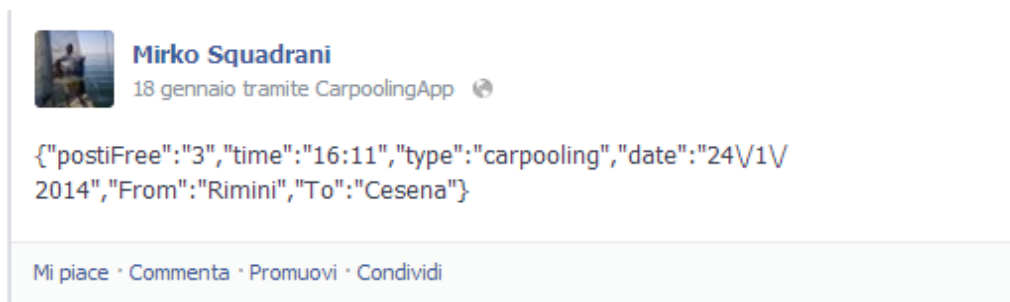 Mirko Squadrani
18 gennaio tramite CarpoolingApp
{"postiFree":"3","time":"16:11","type":"carpooling","date":"24\/1\/
2014","From":"Rimini","To":"Cesena"}
Mi piace · Commenta · Promuovi · Condividi